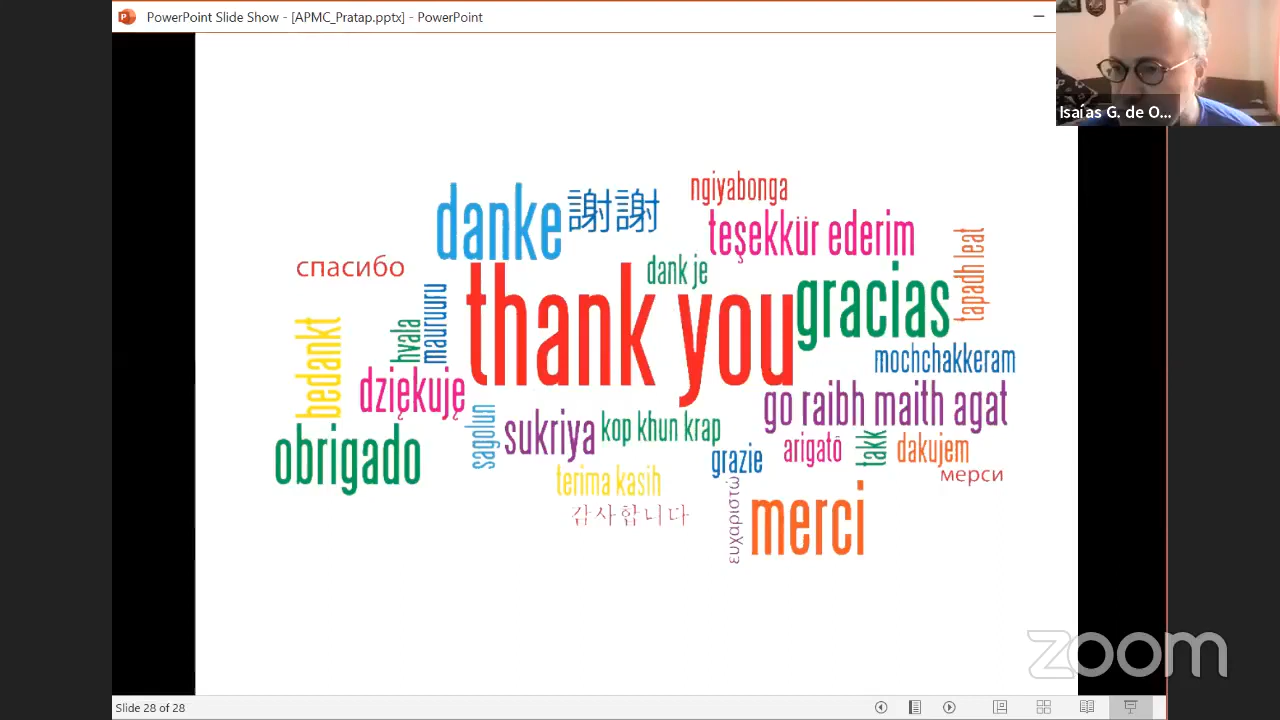 PowerPoint Slide Show - [APMC_Pratap.pptx] - PowerPoint
Isaías G. de O...
ngiyabonga
danke
謝謝
teşekkür ederim
tapadh leat
спасибо
dank je
thank you
gracias
mauruuru
hvala
bedankt
mochchakkeram
dziękuję
go raibh maith agat
sagolun
sukriya
kop khun krap
obrigado
grazie
arigatō
takk
dakujem
мерси
terima kasih
감사합니다
ευχαριστώ
merci
zoom
Slide 28 of 28